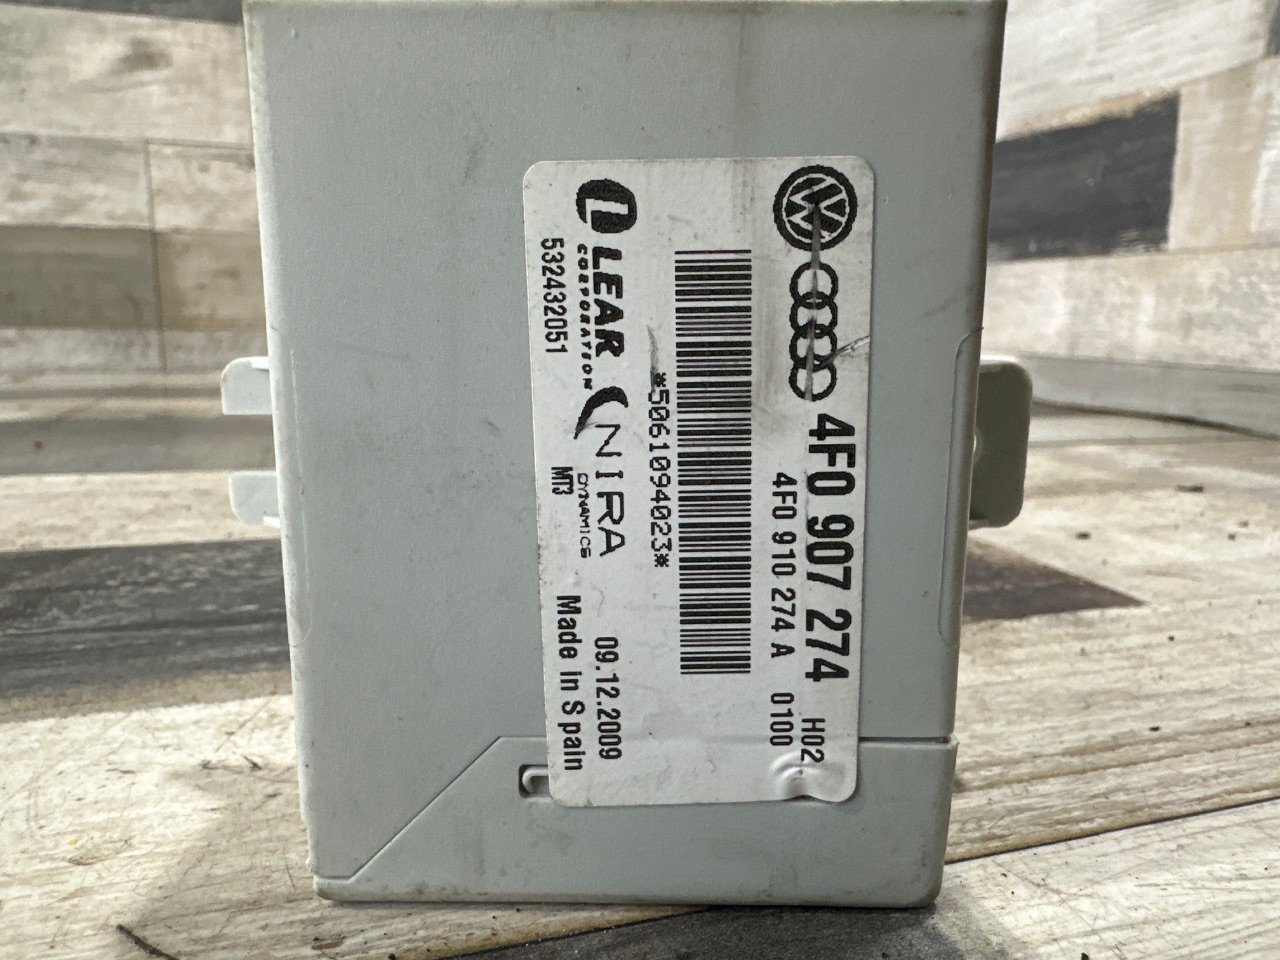 4F0 907 274 H02
4F0 910 274 A 0100
*5061094023*
LEAR
CORPORATION
NIRA
DYNAMICS
09.12.2009
532432051
MT3
Made in Spain